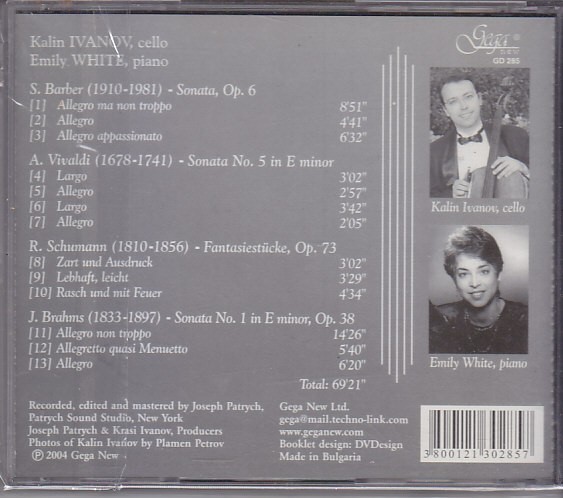 Kalin IVANOV, cello
Emily WHITE, piano
Gega ®
new
GD 285
S. Barber (1910-1981) - Sonata, Op. 6
[1] Allegro ma non troppo 8'51"
[2] Allegro 4'41"
[3] Allegro appassionato 6'32"
A. Vivaldi (1678-1741) - Sonata No. 5 in E minor
[4] Largo 3'02"
[5] Allegro 2'57"
[6] Largo 3'42"
[7] Allegro 2'05"
Kalin Ivanov, cello
R. Schumann (1810-1856) - Fantasiestücke, Op. 73
[8] Zart und Ausdruck 3'02"
[9] Lebhaft, leicht 3'29"
[10] Rasch und mit Feuer 4'34"
J. Brahms (1833-1897) - Sonata No. 1 in E minor, Op. 38
[11] Allegro non troppo 14'26"
[12] Allegretto quasi Menuetto 5'40"
[13] Allegro 6'20"
Total: 69'21"
Emily White, piano
Recorded, edited and mastered by Joseph Patrych,
Patrych Sound Studio, New York
Joseph Patrych & Krasi Ivanov, Producers
Photos of Kalin Ivanov by Plamen Petrov
℗ 2004 Gega New
Gega New Ltd.
gega@mail.techno-link.com
www.geganew.com
Booklet design: DVDesign
Made in Bulgaria
3800121302857